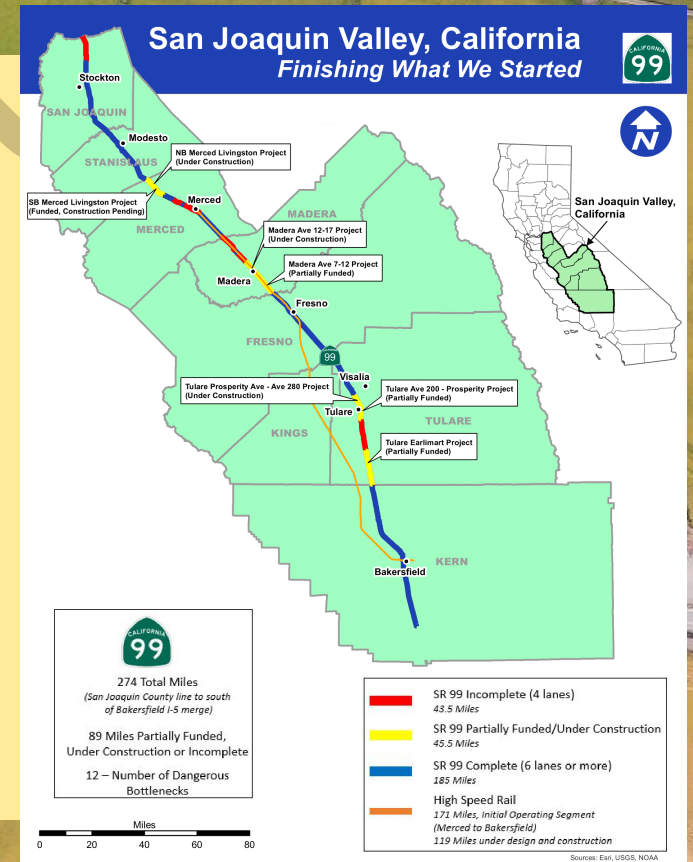 San Joaquin Valley, California
Finishing What We Started
CALIFORNIA
99
N
Stockton
SAN JOAQUIN
Modesto
STANISLAUS
NB Merced Livingston Project
(Under Construction)
SB Merced Livingston Project
(Funded, Construction Pending)
Merced
MERCED
MADERA
Madera Ave 12-17 Project
(Under Construction)
Madera Ave 7-12 Project
(Partially Funded)
Madera
Fresno
FRESNO
99
San Joaquin Valley,
California
Visalia
Tulare Prosperity Ave - Ave 280 Project
(Under Construction)
Tulare Ave 200 - Prosperity Project
(Partially Funded)
Tulare
TULARE
KINGS
Tulare Earlimart Project
(Partially Funded)
KERN
Bakersfield
CALIFORNIA
99
274 Total Miles
(San Joaquin County line to south
of Bakersfield I-5 merge)
89 Miles Partially Funded,
Under Construction or Incomplete
12 – Number of Dangerous
Bottlenecks
Miles
0 20 40 60 80
SR 99 Incomplete (4 lanes)
43.5 Miles
SR 99 Partially Funded/Under Construction
45.5 Miles
SR 99 Complete (6 lanes or more)
185 Miles
High Speed Rail
171 Miles, Initial Operating Segment
(Merced to Bakersfield)
119 Miles under design and construction
Sources: Esri, USGS, NOAA